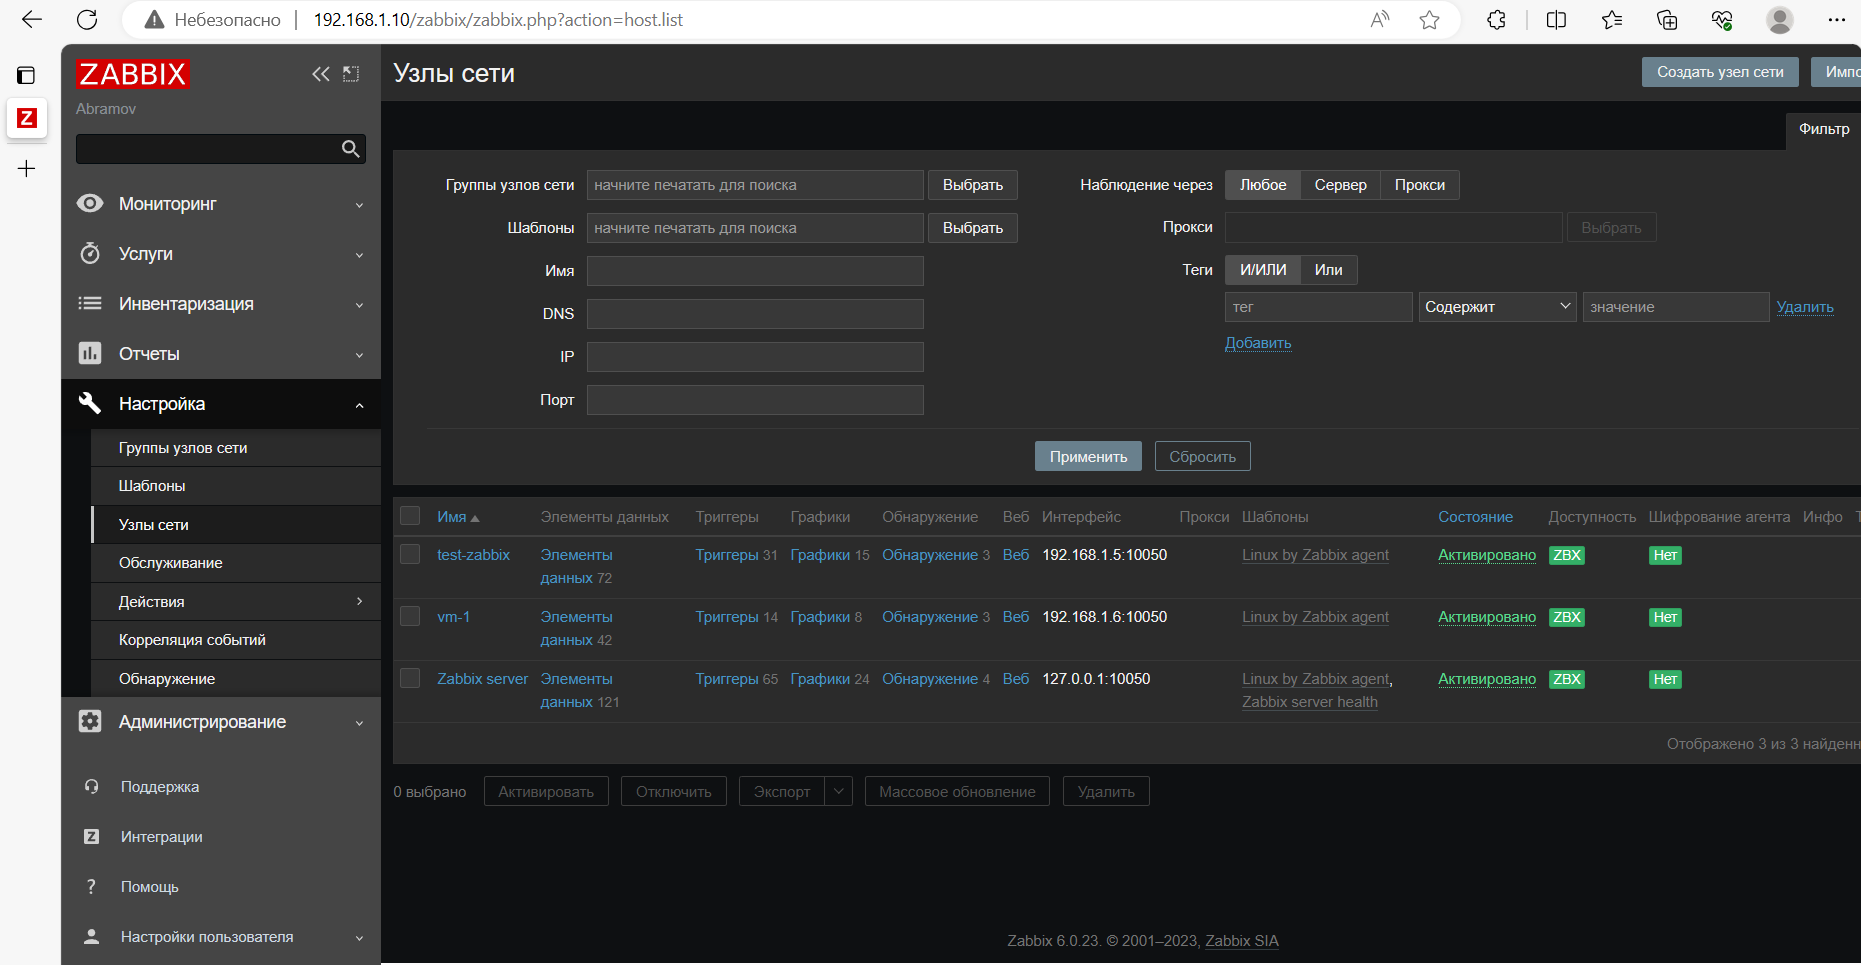 Небезопасно
192.168.1.10/zabbix/zabbix.php?action=host.list
ZABBIX
Abramov
Z
Мониторинг
Услуги
Инвентаризация
Отчеты
Настройка
Группы узлов сети
Шаблоны
Узлы сети
Обслуживание
Действия
Корреляция событий
Обнаружение
Администрирование
Поддержка
Z Интеграции
? Помощь
Настройки пользователя
Узлы сети
Создать узел сети Импо
Фильтр
Группы узлов сети начните печатать для поиска Выбрать
Шаблоны начните печатать для поиска Выбрать
Имя
DNS
IP
Порт
Наблюдение через Любое Сервер Прокси
Прокси Выбрать
Теги И/ИЛИ Или
тег Содержит значение Удалить
Добавить
Применить Сбросить
Имя Элементы данных Триггеры Графики Обнаружение Веб Интерфейс Прокси Шаблоны Состояние Доступность Шифрование агента Инфо Т
test-zabbix Элементы Триггеры 31 Графики 15 Обнаружение 3 Веб 192.168.1.5:10050 Linux by Zabbix agent Активировано ZBX Нет
данных 72
vm-1 Элементы Триггеры 14 Графики 8 Обнаружение 3 Веб 192.168.1.6:10050 Linux by Zabbix agent Активировано ZBX Нет
данных 42
Zabbix server Элементы Триггеры 65 Графики 24 Обнаружение 4 Веб 127.0.0.1:10050 Linux by Zabbix agent, Активировано ZBX Нет
данных 121 Zabbix server health
Отображено 3 из 3 найденн
0 выбрано Активировать Отключить Экспорт Массовое обновление Удалить
Zabbix 6.0.23. © 2001–2023, Zabbix SIA